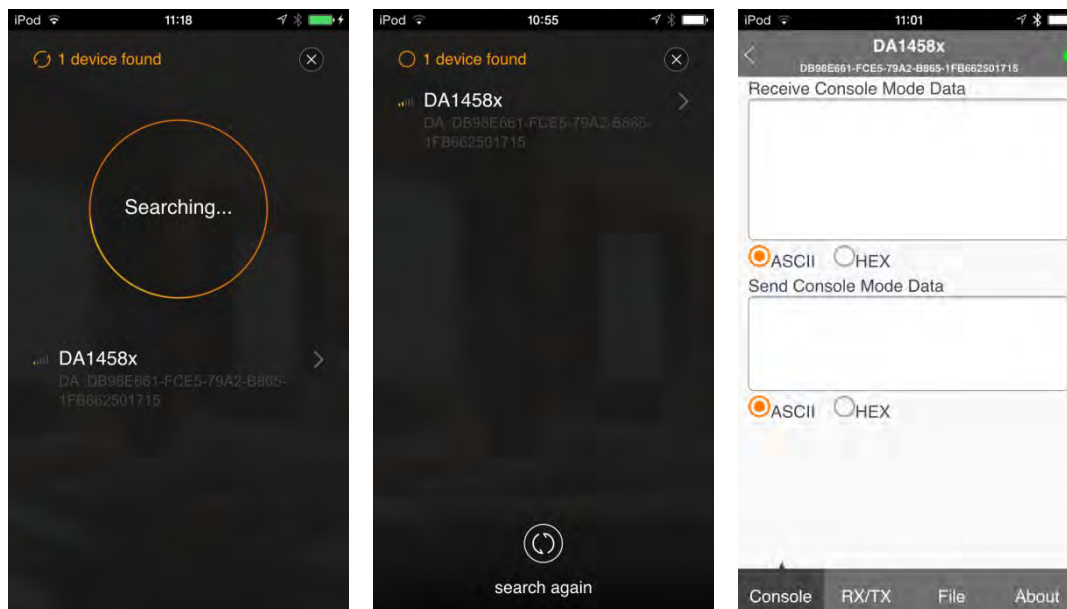 iPod 11:18
1 device found
Searching...
DA1458x
DA :DB98E661-FCE5-79A2-B865-
1FB662501715
iPod 10:55
1 device found
DA1458x
DA :DB98E661-FCE5-79A2-B865-
1FB662501715
search again
iPod 11:01
DA1458x
DB98E661-FCE5-79A2-B865-1FB662501715
Receive Console Mode Data
ASCII HEX
Send Console Mode Data
ASCII HEX
Console RX/TX File About